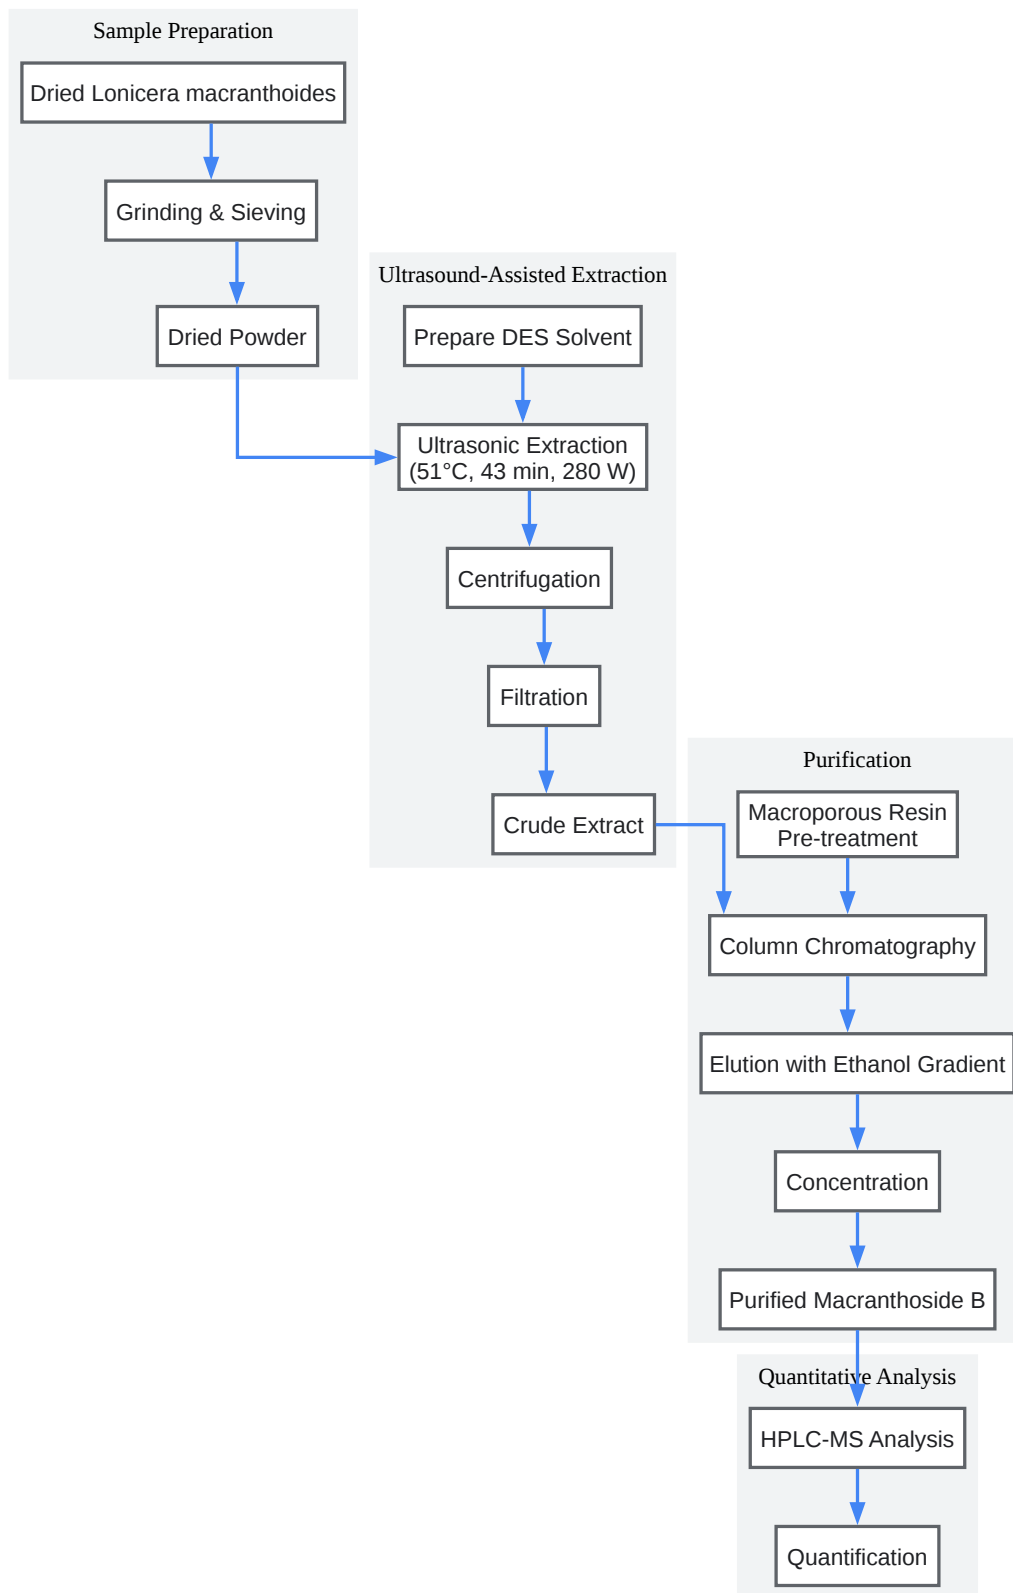 Sample Preparation
Dried Lonicera macranthoides
Grinding & Sieving
Dried Powder
Ultrasound-Assisted Extraction
Prepare DES Solvent
Ultrasonic Extraction
(51°C, 43 min, 280 W)
Centrifugation
Filtration
Crude Extract
Purification
Macroporous Resin
Pre-treatment
Column Chromatography
Elution with Ethanol Gradient
Concentration
Purified Macranthoside B
Quantitative Analysis
HPLC-MS Analysis
Quantification